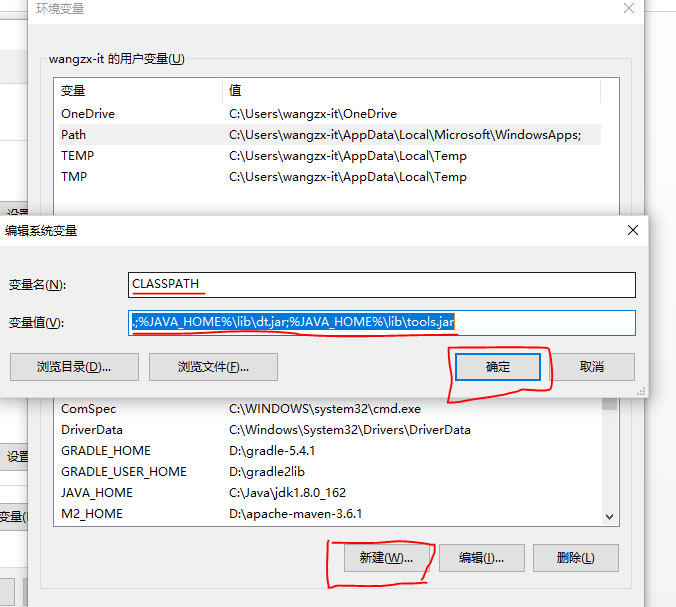 环境变量
wangzx-it 的用户变量(U)
变量 值
OneDrive C:\Users\wangzx-it\OneDrive
Path C:\Users\wangzx-it\AppData\Local\Microsoft\WindowsApps;
TEMP C:\Users\wangzx-it\AppData\Local\Temp
TMP C:\Users\wangzx-it\AppData\Local\Temp
设置
编辑系统变量
变量名(N): CLASSPATH
变量值(V): .;%JAVA_HOME%\lib\dt.jar;%JAVA_HOME%\lib\tools.jar
浏览目录(D)... 浏览文件(F)... 确定 取消
ComSpec C:\WINDOWS\system32\cmd.exe
DriverData C:\Windows\System32\Drivers\DriverData
GRADLE_HOME D:\gradle-5.4.1
设置
GRADLE_USER_HOME D:\gradle2lib
JAVA_HOME C:\Java\jdk1.8.0_162
变量(
M2_HOME D:\apache-maven-3.6.1
新建(W)... 编辑(I)... 删除(L)